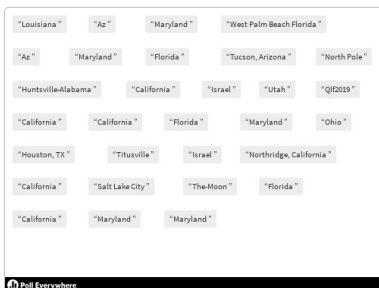 “Louisiana” “Az” “Maryland” “West Palm Beach Florida”
“Az” “Maryland” “Florida” “Tucson, Arizona” “North Pole”
“Huntsville-Alabama” “California” “Israel” “Utah” “Qlf2019”
“California” “California” “Florida” “Maryland” “Ohio”
“Houston, TX” “Titusville” “Israel” “Northridge, California”
“California” “Salt Lake City” “The-Moon” “Florida”
“California” “Maryland” “Maryland”
Poll Everywhere